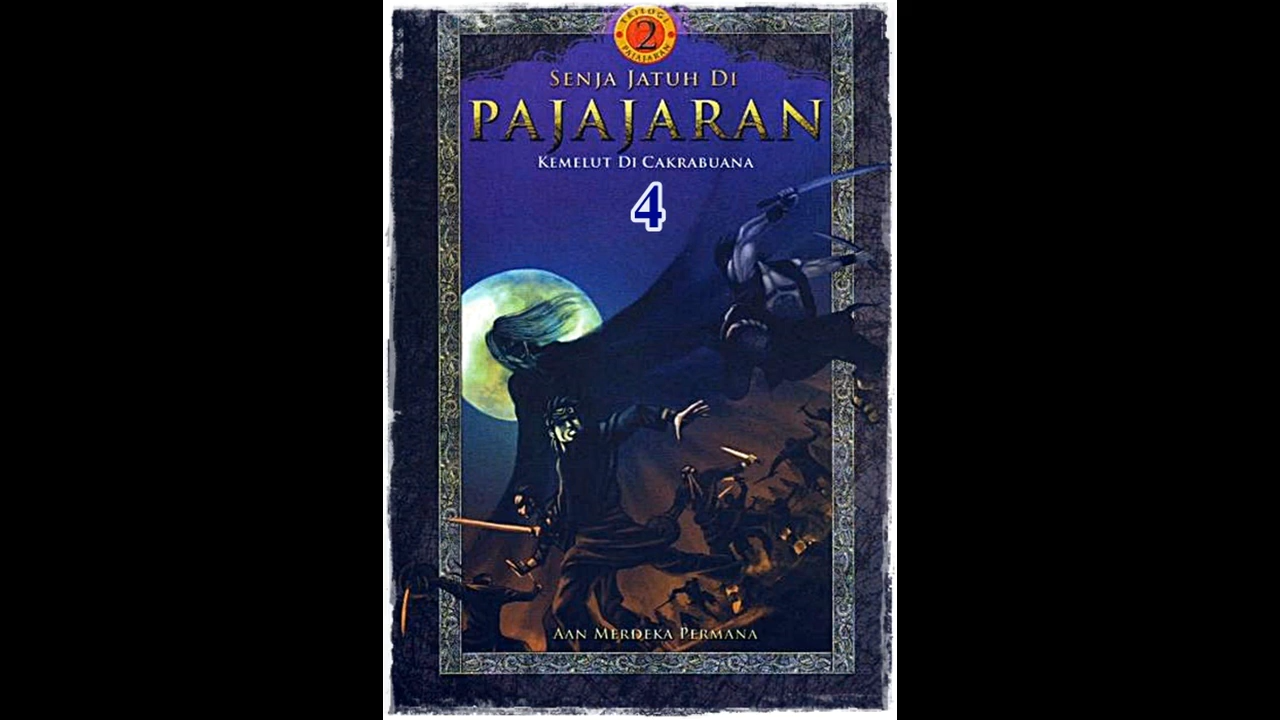 TRILOGI
2
PAJAJARAN
SENJA JATUH DI
PAJAJARAN
KEMELUT DI CAKRABUANA
4
AAN MERDEKA PERMANA